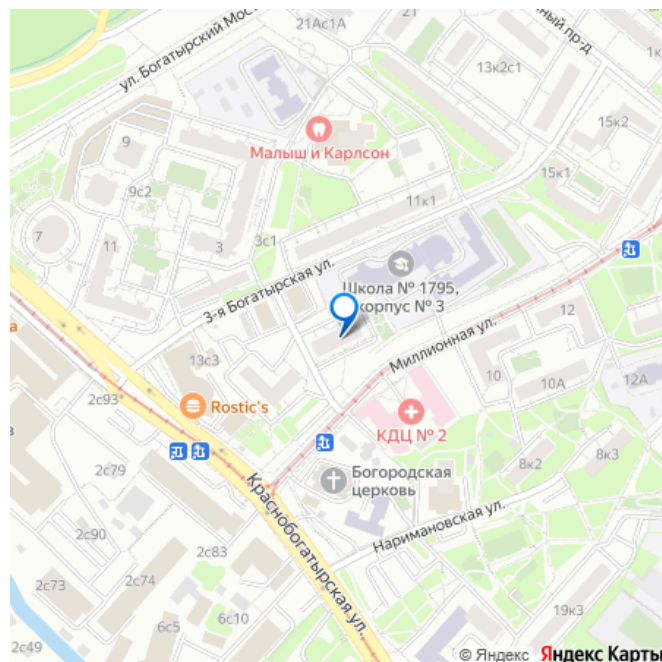 21Ас1А
21
ул. Богатырский Мос
ный пр-д
1к
13к2с1
Малыш и Карлсон
15к2
9
9с2
15к1
11к1
7
11
3
3с1
Школа № 1795,
корпус № 3
3-я Богатырская ул.
12
Миллионная ул.
а
13с3
10
10А
12А
2с93*
Rostic's
КДЦ № 2
8к2
8к3
2с79
Богородская
церковь
Краснобогатырская ул.
Наримановская ул.
2с90
2с83
2с73
2с74
6с10
6с5
19к3
2с49
© Яндекс Яндекс Карты